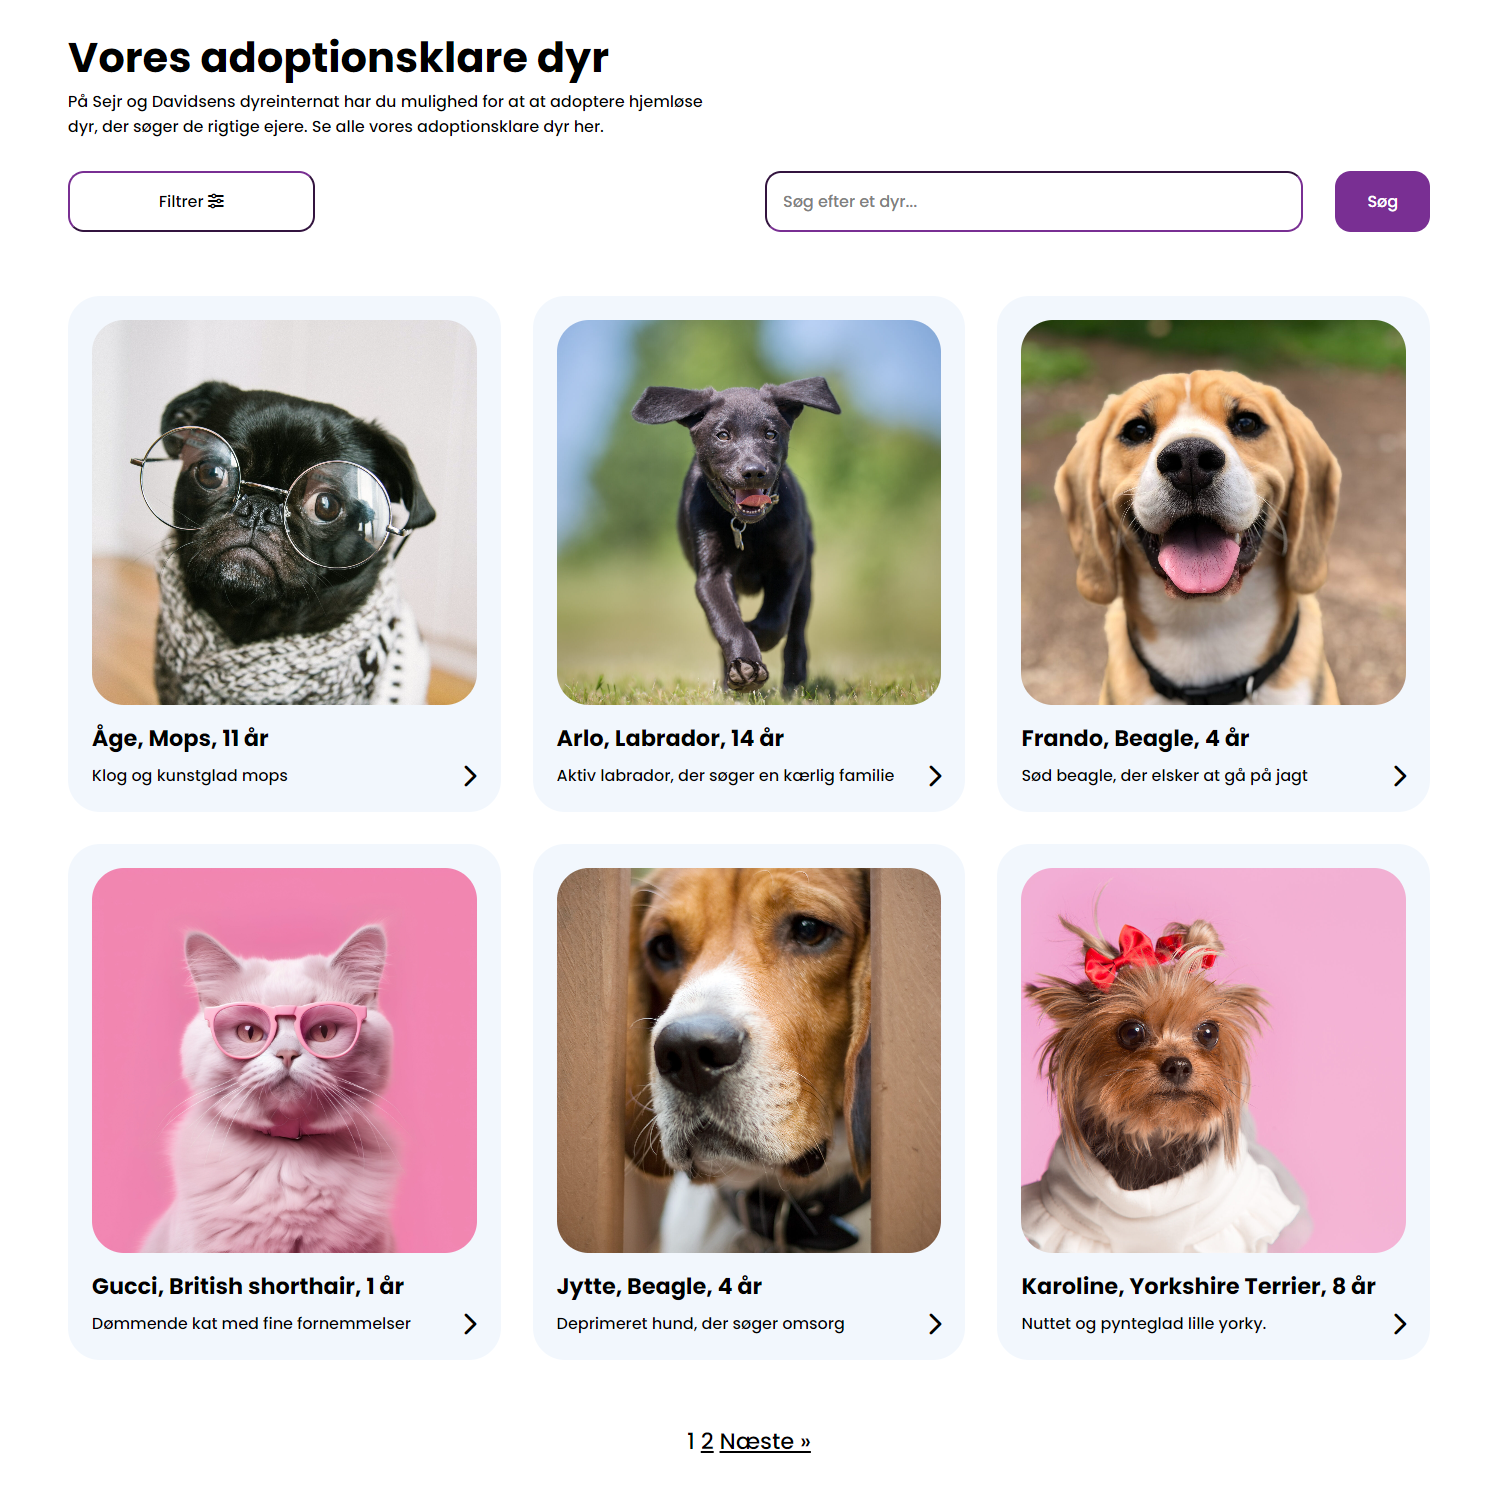 Vores adoptionsklare dyr
På Sejr og Davidsens dyreinternat har du mulighed for at at adoptere hjemløse
dyr, der søger de rigtige ejere. Se alle vores adoptionsklare dyr her.
Filtrer
Søg efter et dyr...
Søg
Åge, Mops, 11 år
Klog og kunstglad mops
Arlo, Labrador, 14 år
Aktiv labrador, der søger en kærlig familie
Frando, Beagle, 4 år
Sød beagle, der elsker at gå på jagt
Gucci, British shorthair, 1 år
Dømmende kat med fine fornemmelser
Jytte, Beagle, 4 år
Deprimeret hund, der søger omsorg
Karoline, Yorkshire Terrier, 8 år
Nuttet og pynteglad lille yorky.
1 2 Næste »